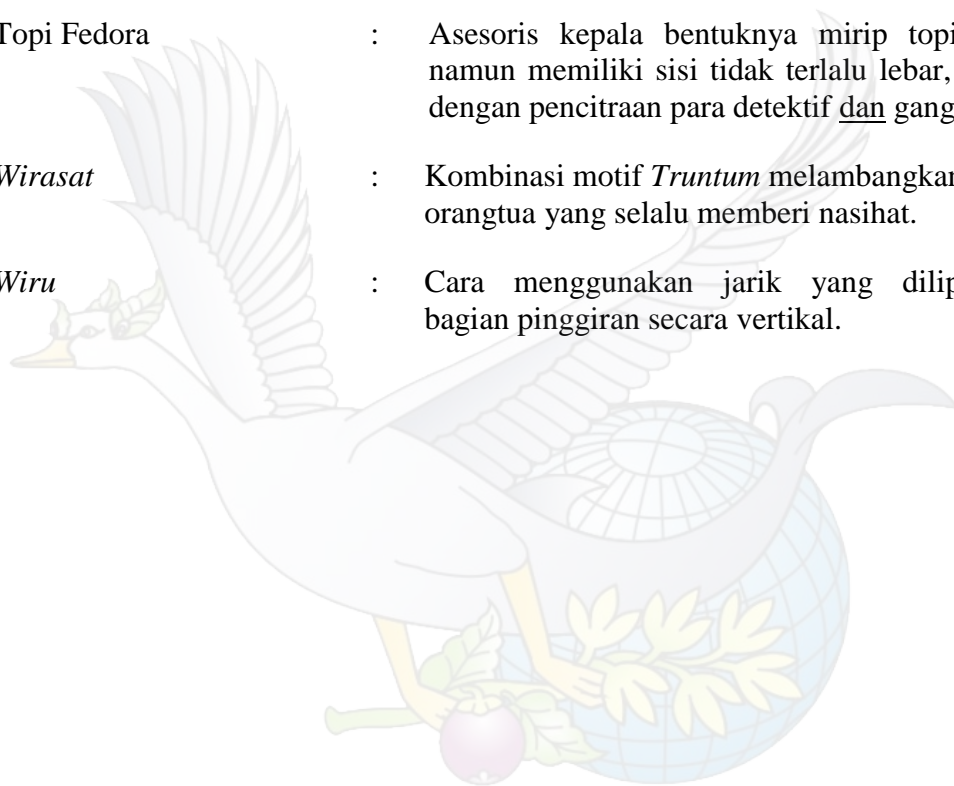 Topi Fedora : Asesoris kepala bentuknya mirip topi
namun memiliki sisi tidak terlalu lebar,
dengan pencitraan para detektif dan gang
Wirasat : Kombinasi motif Truntum melambangkan
orangtua yang selalu memberi nasihat.
Wiru : Cara menggunakan jarik yang dilip
bagian pinggiran secara vertikal.